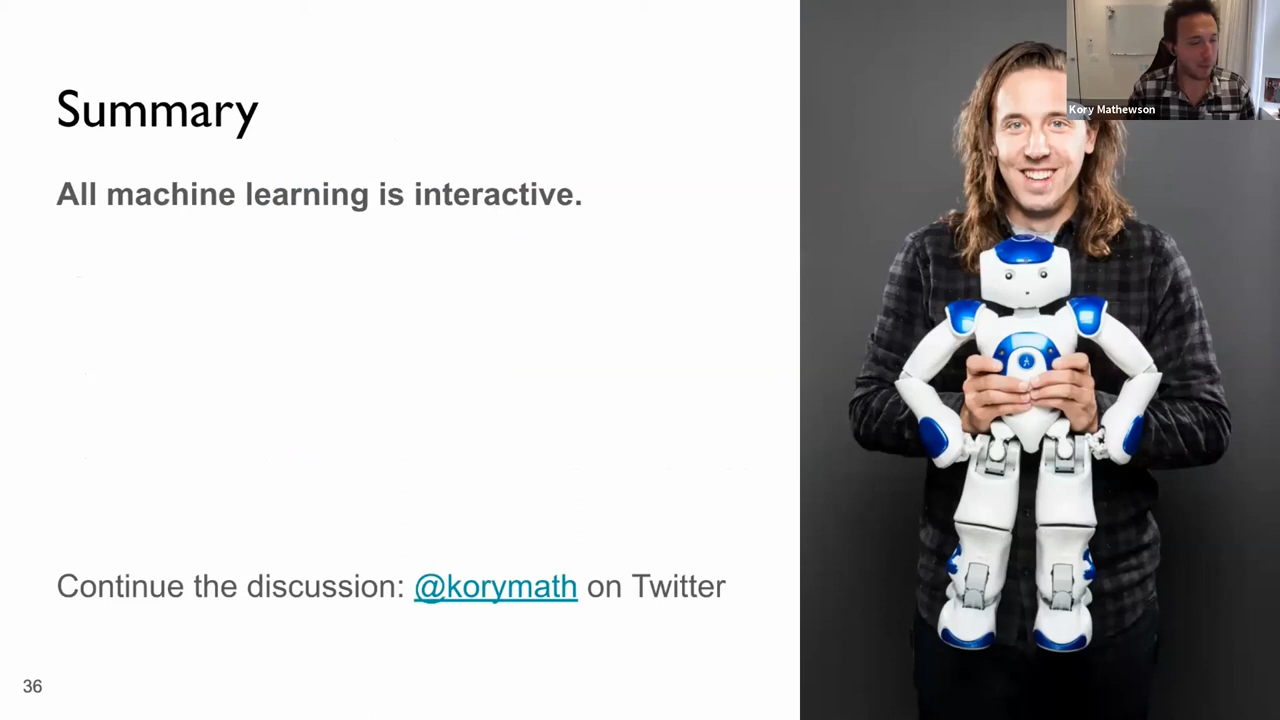 Summary
Kory Mathewson
All machine learning is interactive.
Continue the discussion: @korymath on Twitter
36